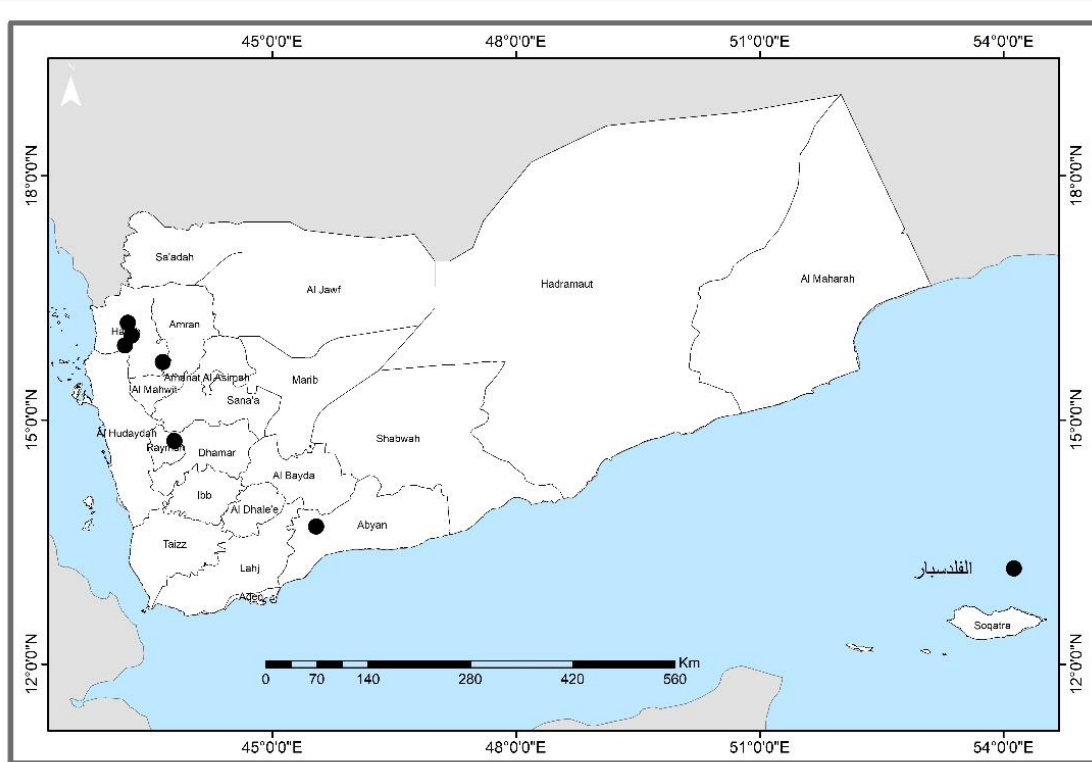 45°0'0"E 48°0'0"E 51°0'0"E 54°0'0"E
18°0'0"N 18°0'0"N
Sa'adah
Al Maharah
Hadramaut
Al Jawf
Amran
Amanat Al Asimah
Marib
Al Mahwit
Sana'a
15°0'0"N 15°0'0"N
Al Hudaydah
Shabwah
Dhamar
Al Bayda
Ibb
Al Dhale'e
Abyan
Taizz
Lahj
الفلدسبار
Aden
Soqatra
12°0'0"N 12°0'0"N
Km
0 70 140 280 420 560
45°0'0"E 48°0'0"E 51°0'0"E 54°0'0"E